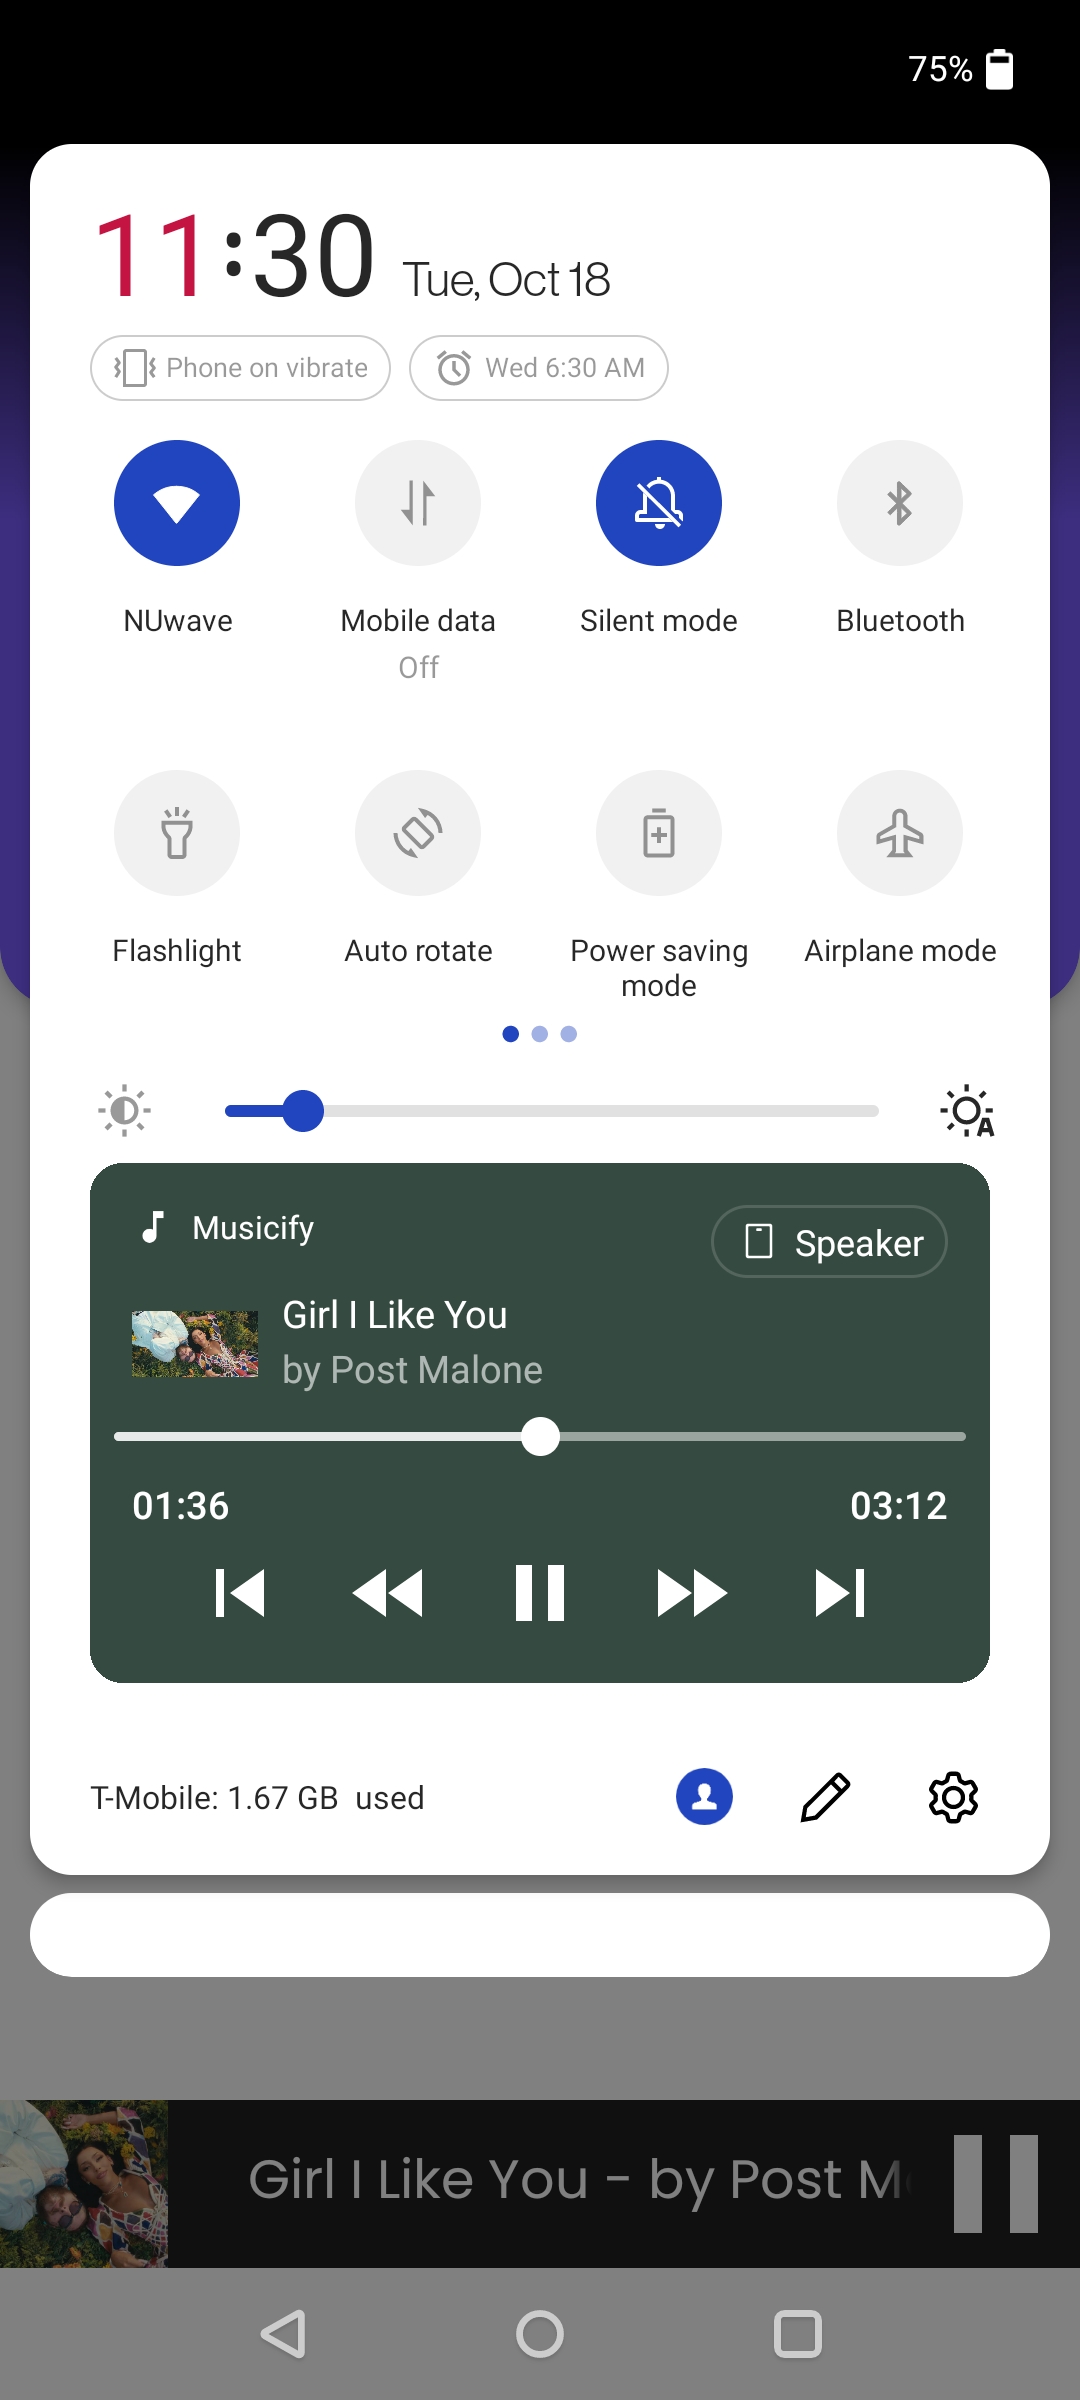 75%
11:30 Tue, Oct 18
Phone on vibrate Wed 6:30 AM
NUwave Mobile data Silent mode Bluetooth
Off
Flashlight Auto rotate Power saving mode Airplane mode
A
Musicify Speaker
Girl I Like You
by Post Malone
01:36 03:12
T-Mobile: 1.67 GB used
Girl I Like You - by Post M